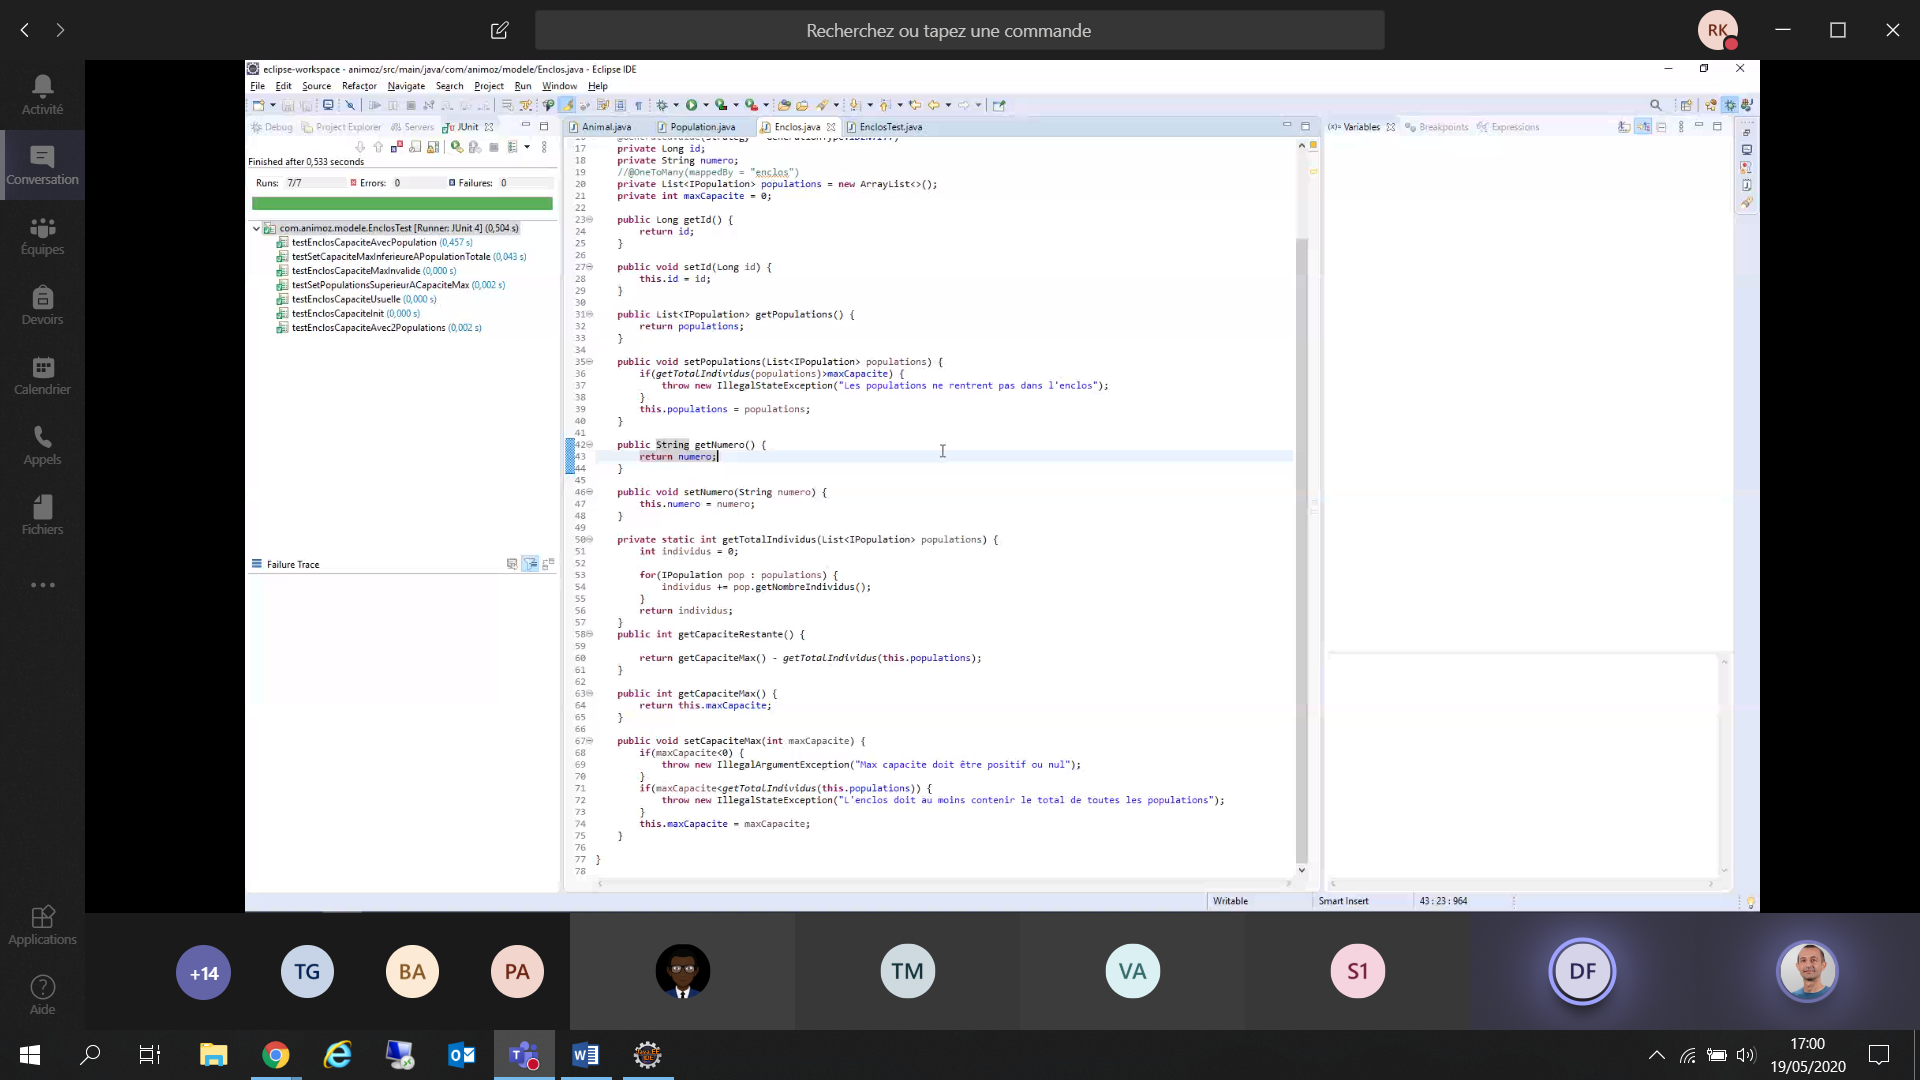 Recherchez ou tapez une commande
RK
Activité
Conversation
Équipes
Devoirs
Calendrier
Appels
Fichiers
Applications
Aide
eclipse-workspace - animoz/src/main/java/com/animoz/modele/Enclos.java - Eclipse IDE
File Edit Source Refactor Navigate Search Project Run Window Help
Debug Project Explorer Servers JUnit
Finished after 0,533 seconds
Runs: 7/7 Errors: 0 Failures: 0
com.animoz.modele.EnclosTest [Runner: JUnit 4] (0,504 s)
testEnclosCapaciteAvecPopulation (0,457 s)
testSetCapaciteMaxInferieureAPopulationTotale (0,043 s)
testEnclosCapaciteMaxInvalide (0,000 s)
testSetPopulationsSuperieurACapaciteMax (0,002 s)
testEnclosCapaciteUsuelle (0,000 s)
testEnclosCapaciteInit (0,000 s)
testEnclosCapaciteAvec2Populations (0,002 s)
Failure Trace
Animal.java Population.java Enclos.java EnclosTest.java
17 private Long id;
18 private String numero;
19 //@OneToMany(mappedBy = "enclos")
20 private List<IPopulation> populations = new ArrayList<>();
21 private int maxCapacite = 0;
22
23 public Long getId() {
24 return id;
25 }
26
27 public void setId(Long id) {
28 this.id = id;
29 }
30
31 public List<IPopulation> getPopulations() {
32 return populations;
33 }
34
35 public void setPopulations(List<IPopulation> populations) {
36 if(getTotalIndividus(populations)>maxCapacite) {
37 throw new IllegalStateException("Les populations ne rentrent pas dans l'enclos");
38 }
39 this.populations = populations;
40 }
41
42 public String getNumero() {
43 return numero;
44 }
45
46 public void setNumero(String numero) {
47 this.numero = numero;
48 }
49
50 private static int getTotalIndividus(List<IPopulation> populations) {
51 int individus = 0;
52
53 for(IPopulation pop : populations) {
54 individus += pop.getNombreIndividus();
55 }
56 return individus;
57 }
58 public int getCapaciteRestante() {
59
60 return getCapaciteMax() - getTotalIndividus(this.populations);
61 }
62
63 public int getCapaciteMax() {
64 return this.maxCapacite;
65 }
66
67 public void setCapaciteMax(int maxCapacite) {
68 if(maxCapacite<0) {
69 throw new IllegalArgumentException("Max capacite doit être positif ou nul");
70 }
71 if(maxCapacite<getTotalIndividus(this.populations)) {
72 throw new IllegalStateException("L'enclos doit au moins contenir le total de toutes les populations");
73 }
74 this.maxCapacite = maxCapacite;
75 }
76
77 }
78
Variables Breakpoints Expressions
Writable Smart Insert 43 : 23 : 964
+14 TG BA PA TM VA S1 DF
17:00
19/05/2020